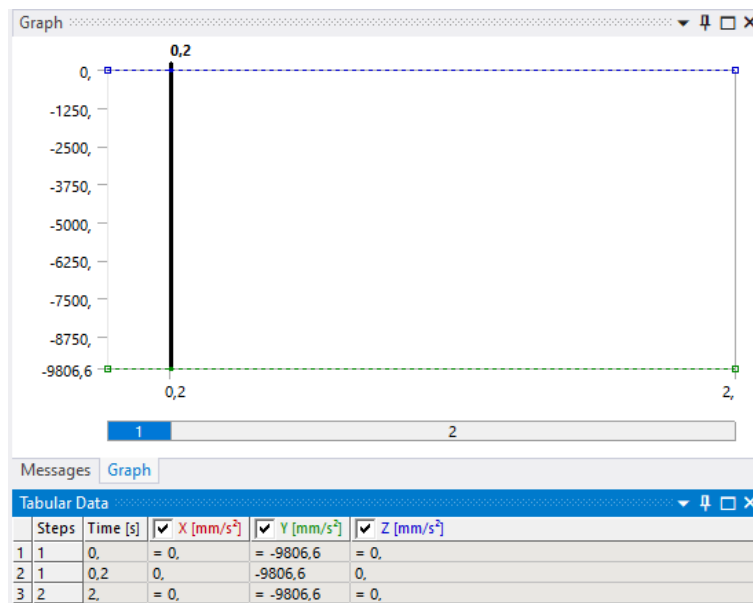 Graph
0,2
0,
-1250,
-2500,
-3750,
-5000,
-6250,
-7500,
-8750,
-9806,6
0,2 2,
1 2
Messages Graph
Tabular Data
Steps Time [s] X [mm/s²] Y [mm/s²] Z [mm/s²]
1 1 0, = 0, = -9806,6 = 0,
2 1 0,2 0, -9806,6 0,
3 2 2, = 0, = -9806,6 = 0,